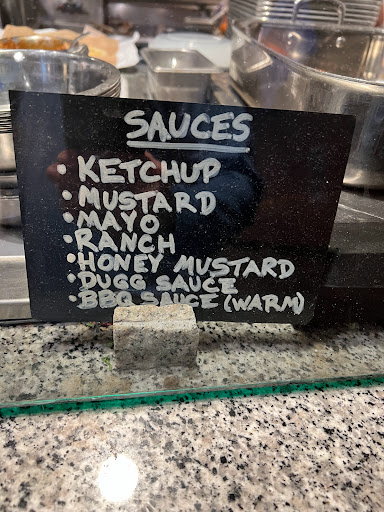 SAUCES
• KETCHUP
• MUSTARD
• MAYO
• RANCH
• HONEY MUSTARD
• DUGG SAUCE
• BBQ SAUCE (WARM)